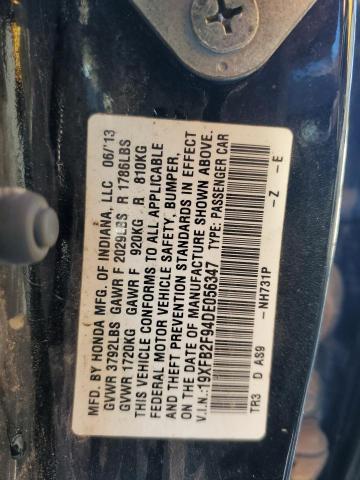 MFD. BY HONDA MFG. OF INDIANA, LLC 06/'13
GVWR 3792LBS GAWR F 2029LBS R 1786LBS
GVWR 1720KG GAWR F 920KG R 810KG
THIS VEHICLE CONFORMS TO ALL APPLICABLE
FEDERAL MOTOR VEHICLE SAFETY, BUMPER,
AND THEFT PREVENTION STANDARDS IN EFFECT
ON THE DATE OF MANUFACTURE SHOWN ABOVE.
V.I.N.:19XFB2F94DE056347 TYPE: PASSENGER CAR
TR3 D AS9 -NH731P -Z -E